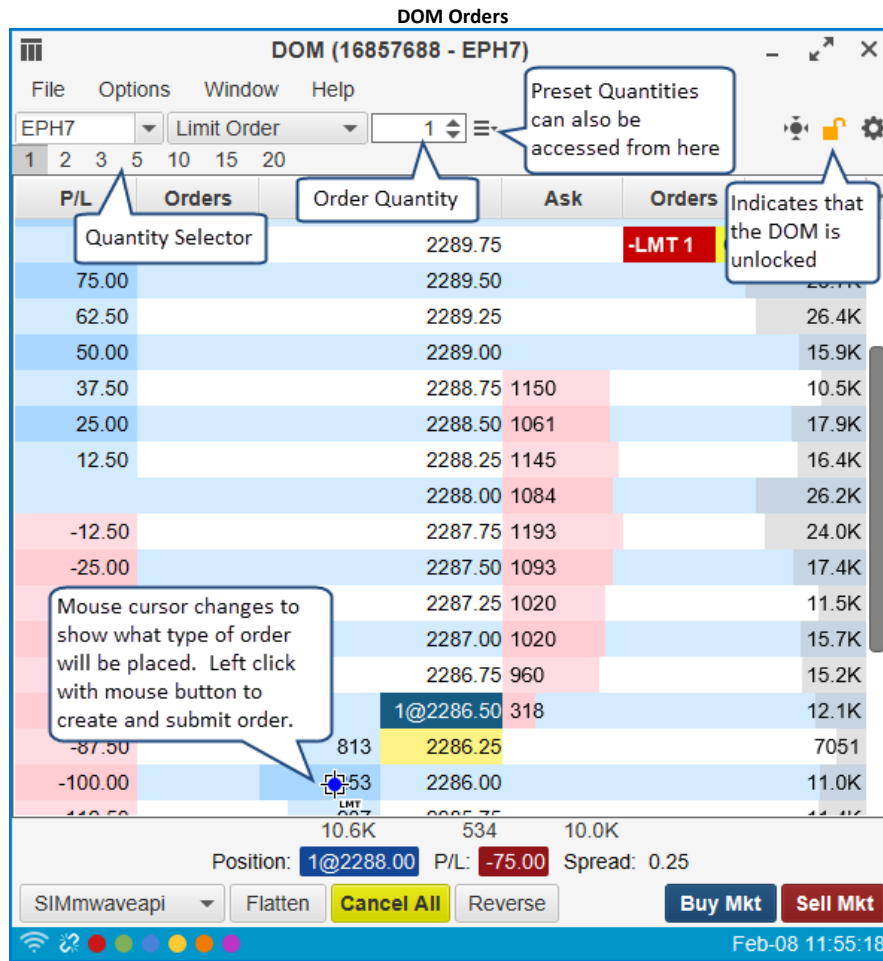 DOM Orders
DOM (16857688 - EPH7)
File Options Window Help
Preset Quantities
can also be
accessed from here
EPH7 Limit Order 1
1 2 3 5 10 15 20
P/L Orders Ask Orders
Order Quantity
Quantity Selector
Indicates that
the DOM is
unlocked
2289.75 -LMT 1
75.00 2289.50
62.50 2289.25 26.4K
50.00 2289.00 15.9K
37.50 2288.75 1150 10.5K
25.00 2288.50 1061 17.9K
12.50 2288.25 1145 16.4K
2288.00 1084 26.2K
-12.50 2287.75 1193 24.0K
-25.00 2287.50 1093 17.4K
2287.25 1020 11.5K
2287.00 1020 15.7K
2286.75 960 15.2K
Mouse cursor changes to
show what type of order
will be placed. Left click
with mouse button to
create and submit order.
1@2286.50 318 12.1K
-87.50 813 2286.25 7051
-100.00 53 2286.00 11.0K
LMT
10.6K 534 10.0K
Position: 1@2288.00 P/L: -75.00 Spread: 0.25
SIMmwaveapi Flatten Cancel All Reverse Buy Mkt Sell Mkt
Feb-08 11:55:18